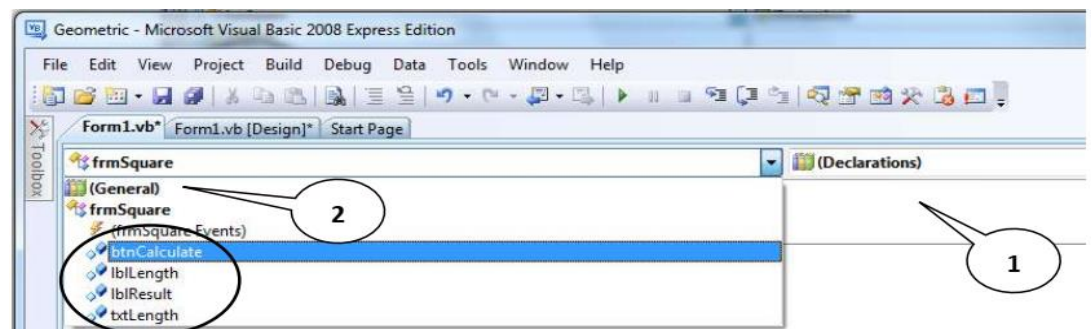 Geometric - Microsoft Visual Basic 2008 Express Edition
File Edit View Project Build Debug Data Tools Window Help
Form1.vb* Form1.vb [Design]* Start Page
Toolbox
frmSquare (Declarations)
(General)
frmSquare
(frmSquare Events)
btnCalculate
lblLength
lblResult
txtLength
2
1